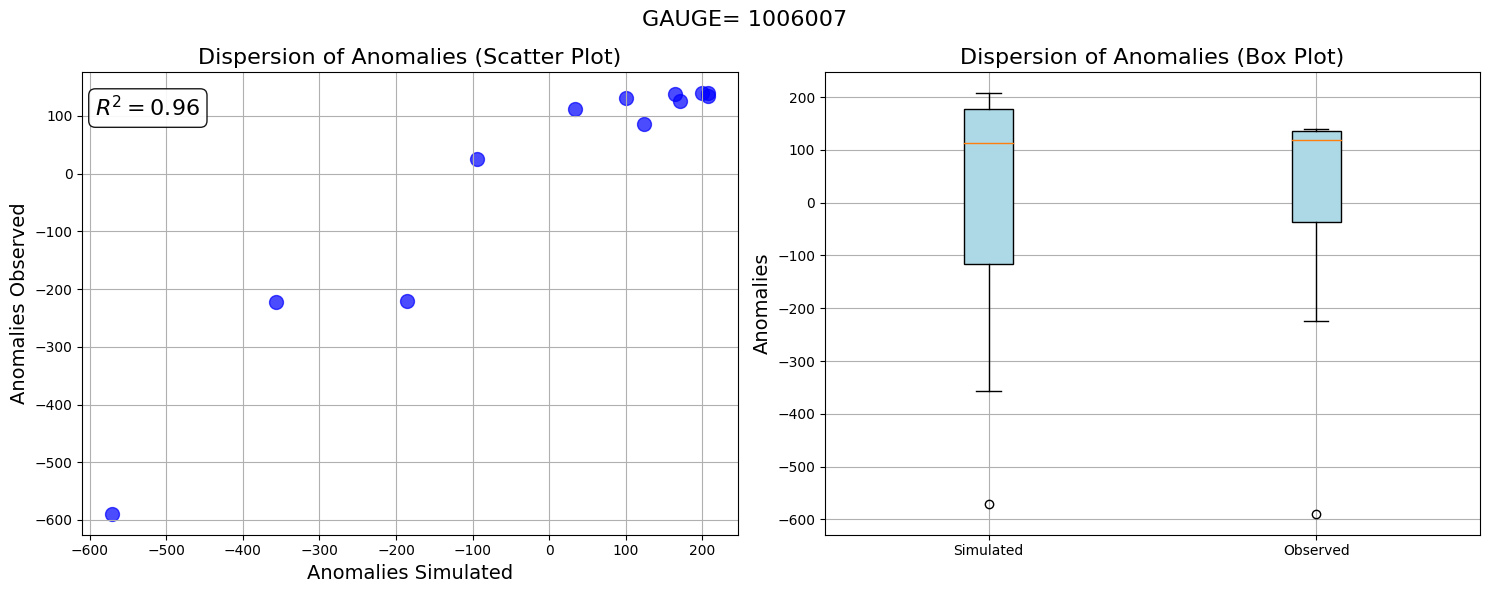 GAUGE= 1006007
Dispersion of Anomalies (Scatter Plot)
R² = 0.96
Anomalies Observed
100
0
−100
−200
−300
−400
−500
−600
−600 −500 −400 −300 −200 −100 0 100 200
Anomalies Simulated
Dispersion of Anomalies (Box Plot)
Anomalies
200
100
0
−100
−200
−300
−400
−500
−600
Simulated Observed